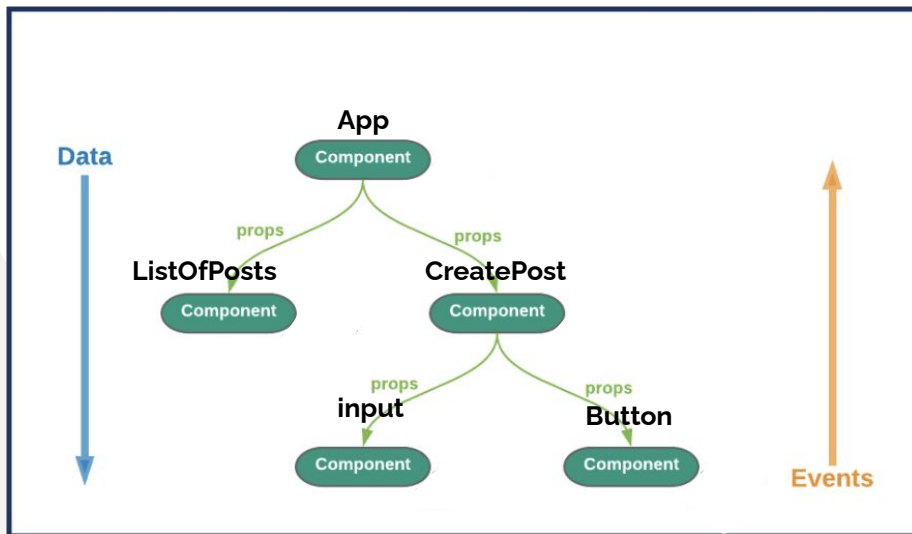 App
Data
Component
props
props
ListOfPosts
CreatePost
Component
Component
props
props
input
Button
Component
Component
Events